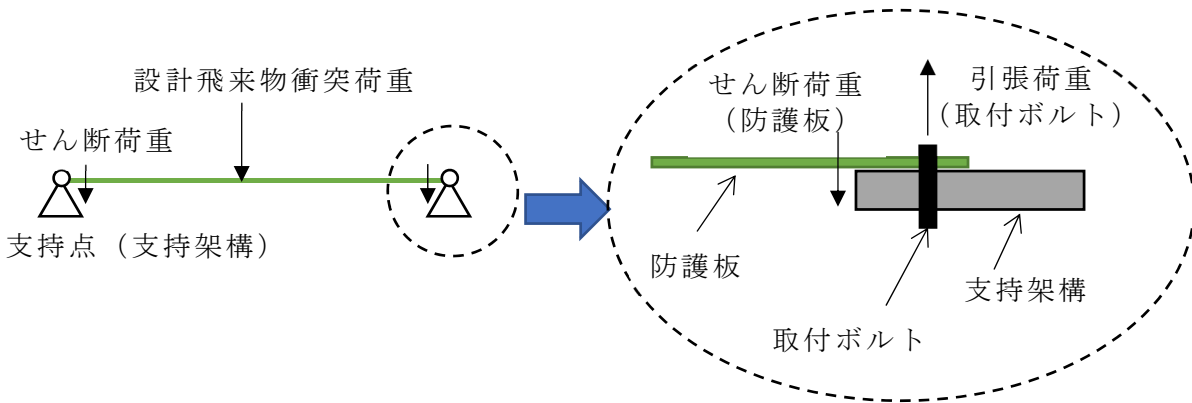 設計飛来物衝突荷重
せん断荷重
支持点（支持架構）
せん断荷重
（防護板）
引張荷重
（取付ボルト）
防護板
支持架構
取付ボルト